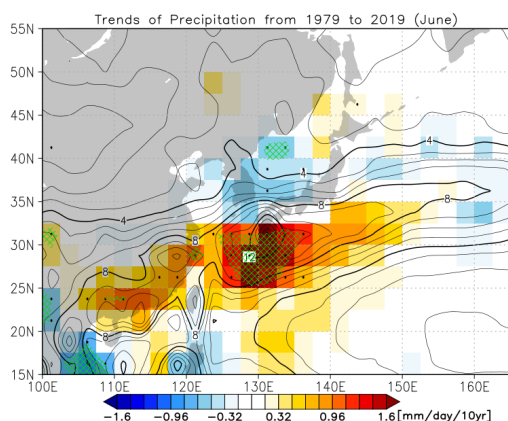 Trends of Precipitation from 1979 to 2019 (June)
55N
50N
45N
40N
35N
30N
25N
20N
15N
4
4
8
8
12
8
8
100E 110E 120E 130E 140E 150E 160E
-1.6 -0.96 -0.32 0.32 0.96 1.6 [mm/day/10yr]